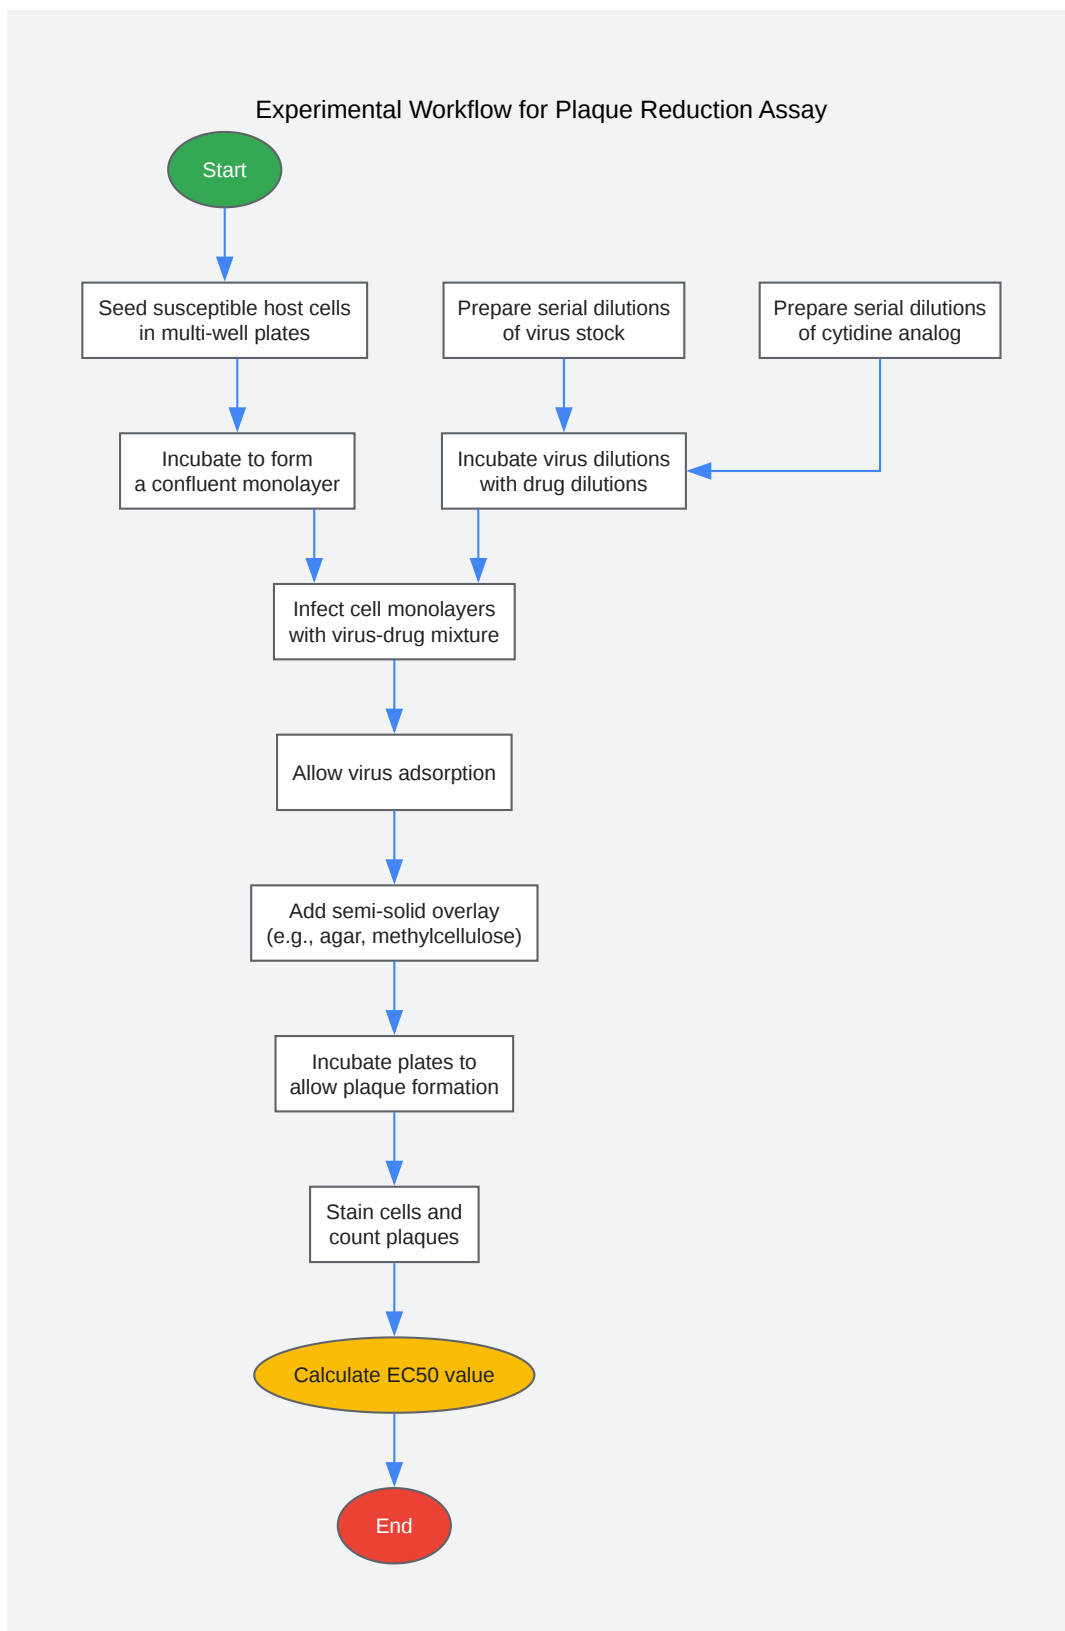 Experimental Workflow for Plaque Reduction Assay
Start
Seed susceptible host cells
in multi-well plates
Prepare serial dilutions
of virus stock
Prepare serial dilutions
of cytidine analog
Incubate to form
a confluent monolayer
Incubate virus dilutions
with drug dilutions
Infect cell monolayers
with virus-drug mixture
Allow virus adsorption
Add semi-solid overlay
(e.g., agar, methylcellulose)
Incubate plates to
allow plaque formation
Stain cells and
count plaques
Calculate EC50 value
End